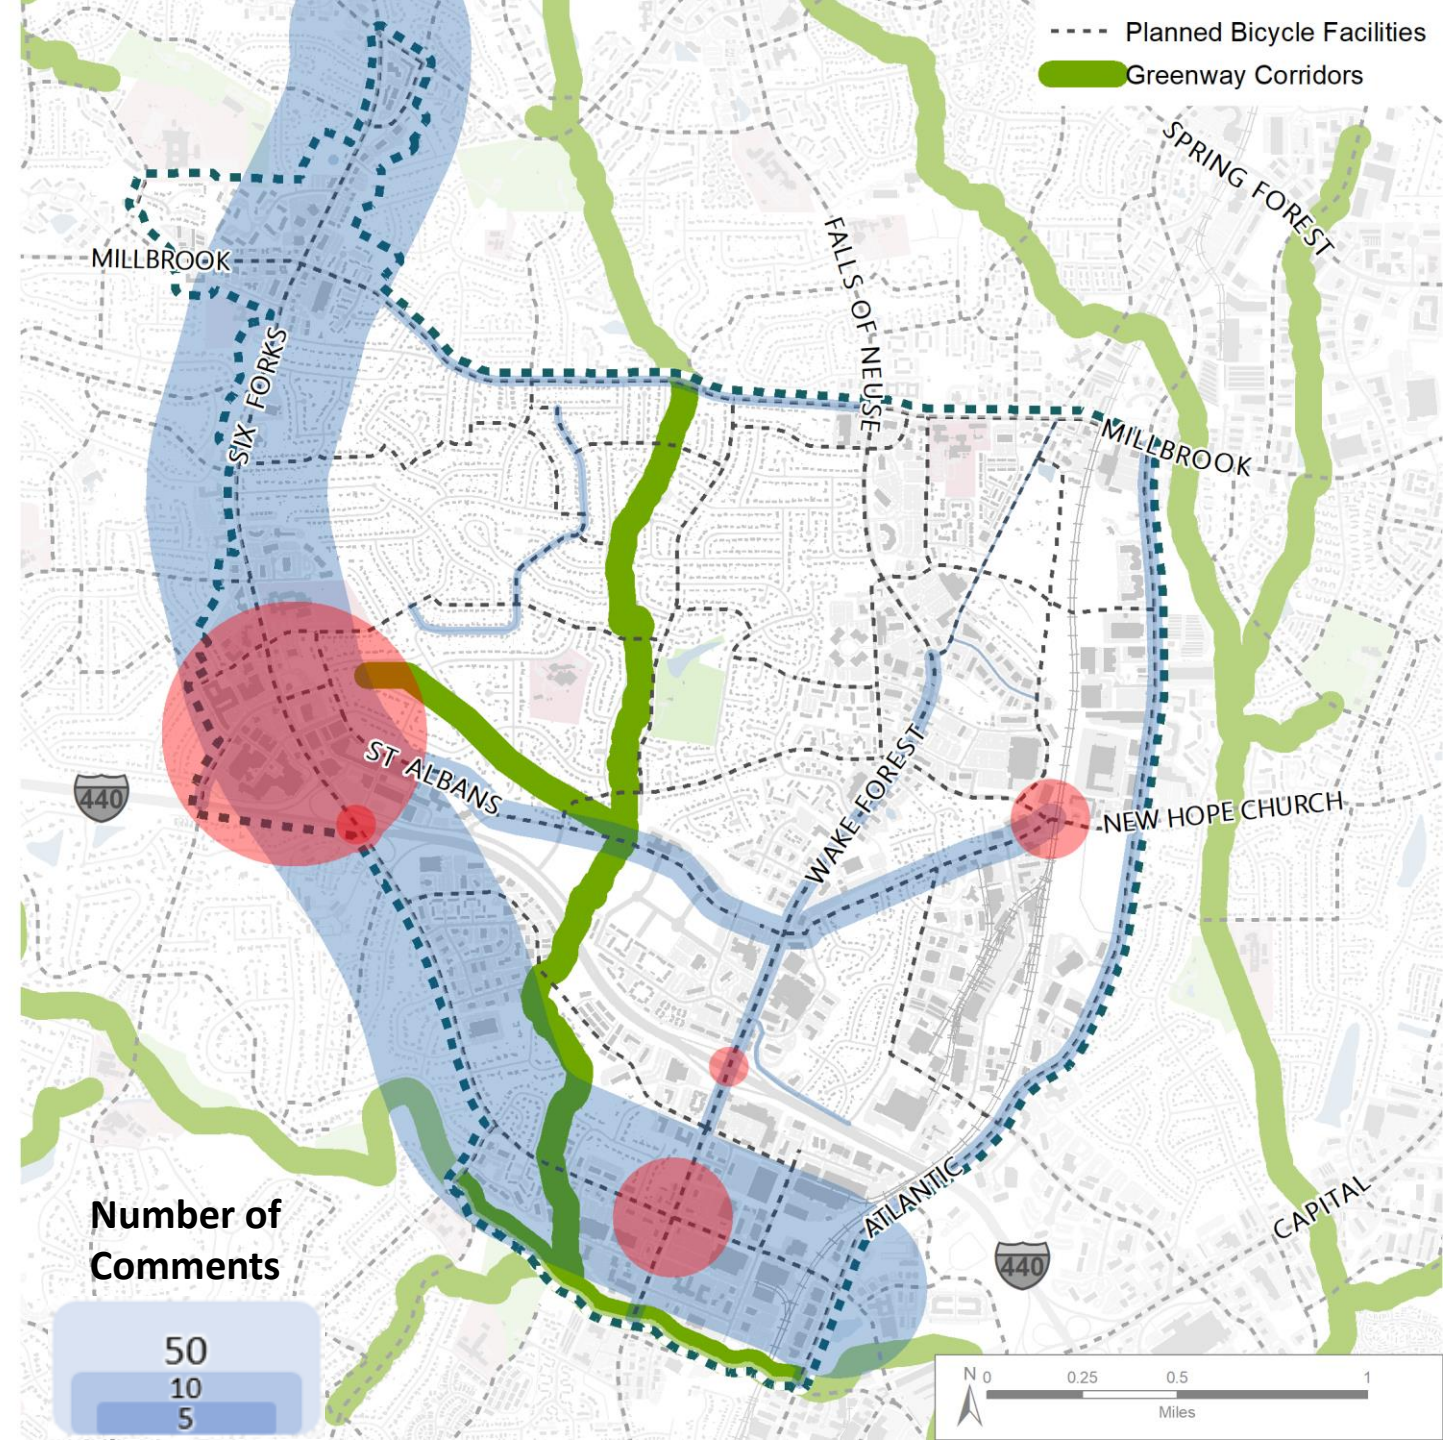 Planned Bicycle Facilities
Greenway Corridors
SPRING FOREST
FALLS OF NEUSE
MILLBROOK
SIX FORKS
MILLBROOK
ST ALBANS
440
WAKE FOREST
NEW HOPE CHURCH
ATLANTIC
CAPITAL
440
Number of
Comments
50
10
5
N 0 0.25 0.5 1
Miles